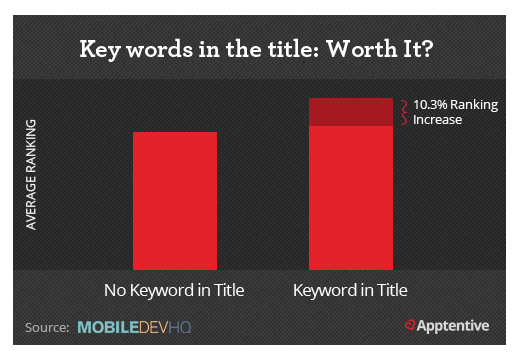 Key words in the title: Worth It?
AVERAGE RANKING
10.3% Ranking
Increase
No Keyword in Title
Keyword in Title
Source: MOBILEDEVHQ
Apptentive